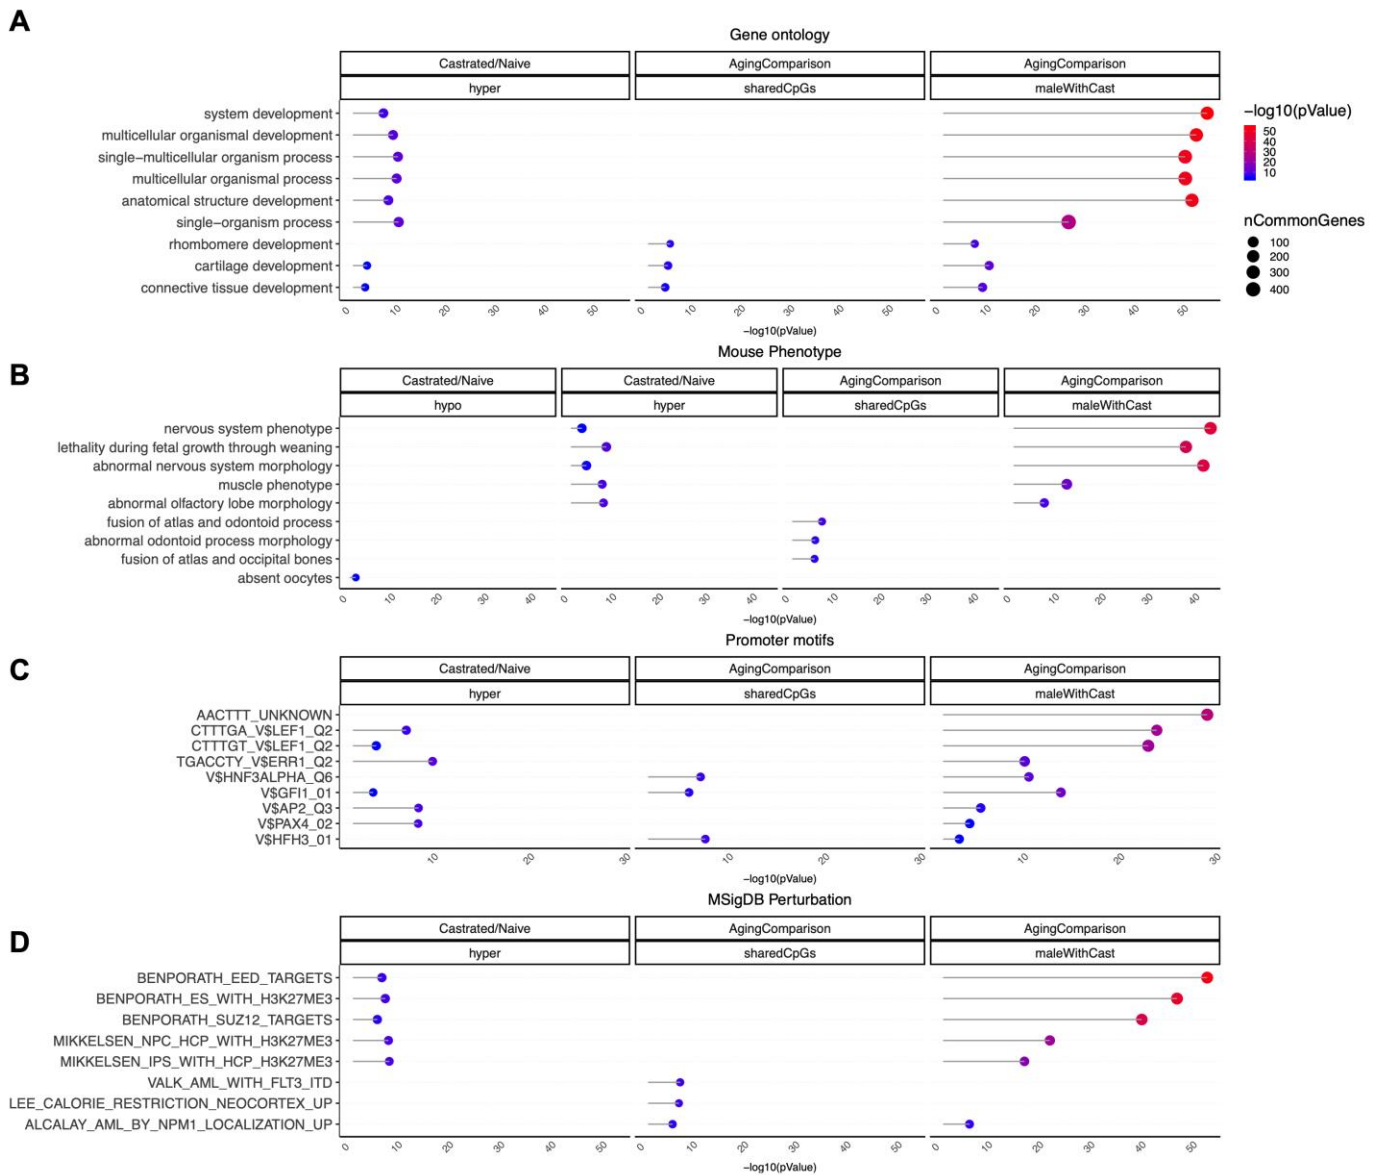 A
Gene ontology
Castrated/Naive AgingComparison AgingComparison
hyper sharedCpGs maleWithCast
system development
multicellular organismal development
single−multicellular organism process
multicellular organismal process
anatomical structure development
single−organism process
rhombomere development
cartilage development
connective tissue development
0 10 20 30 40 50 0 10 20 30 40 50 0 10 20 30 40 50
−log10(pValue)
−log10(pValue)
50
40
30
20
10
nCommonGenes
100
200
300
400
B
Mouse Phenotype
Castrated/Naive Castrated/Naive AgingComparison AgingComparison
hypo hyper sharedCpGs maleWithCast
nervous system phenotype
lethality during fetal growth through weaning
abnormal nervous system morphology
muscle phenotype
abnormal olfactory lobe morphology
fusion of atlas and odontoid process
abnormal odontoid process morphology
fusion of atlas and occipital bones
absent oocytes
0 10 20 30 40 0 10 20 30 40 0 10 20 30 40 0 10 20 30 40
−log10(pValue)
C
Promoter motifs
Castrated/Naive AgingComparison AgingComparison
hyper sharedCpGs maleWithCast
AACTTT_UNKNOWN
CTTTGA_V$LEF1_Q2
CTTTGT_V$LEF1_Q2
TGACCTY_V$ERR1_Q2
V$HNF3ALPHA_Q6
V$GFI1_01
V$AP2_Q3
V$PAX4_02
V$HFH3_01
10 20 30 10 20 30 10 20 30
−log10(pValue)
D
MSigDB Perturbation
Castrated/Naive AgingComparison AgingComparison
hyper sharedCpGs maleWithCast
BENPORATH_EED_TARGETS
BENPORATH_ES_WITH_H3K27ME3
BENPORATH_SUZ12_TARGETS
MIKKELSEN_NPC_HCP_WITH_H3K27ME3
MIKKELSEN_IPS_WITH_HCP_H3K27ME3
VALK_AML_WITH_FLT3_ITD
LEE_CALORIE_RESTRICTION_NEOCORTEX_UP
ALCALAY_AML_BY_NPM1_LOCALIZATION_UP
0 10 20 30 40 50 0 10 20 30 40 50 0 10 20 30 40 50
−log10(pValue)